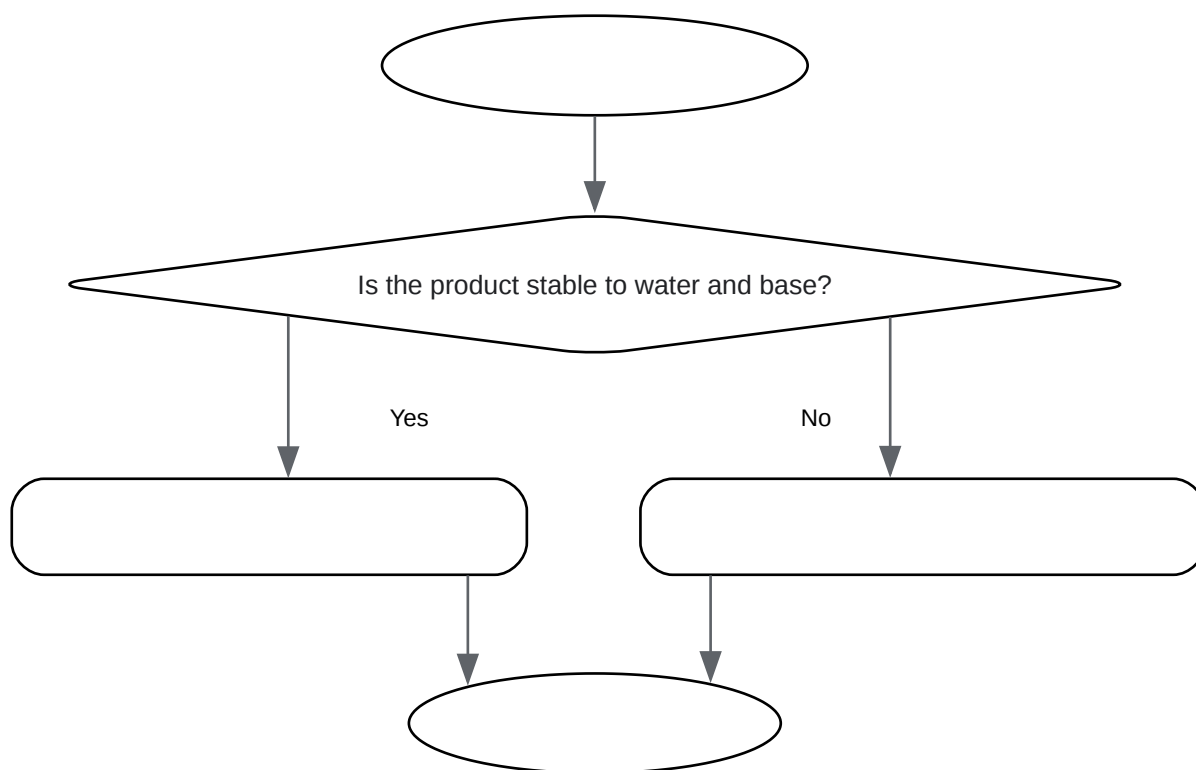 Is the product stable to water and base?
Yes
No